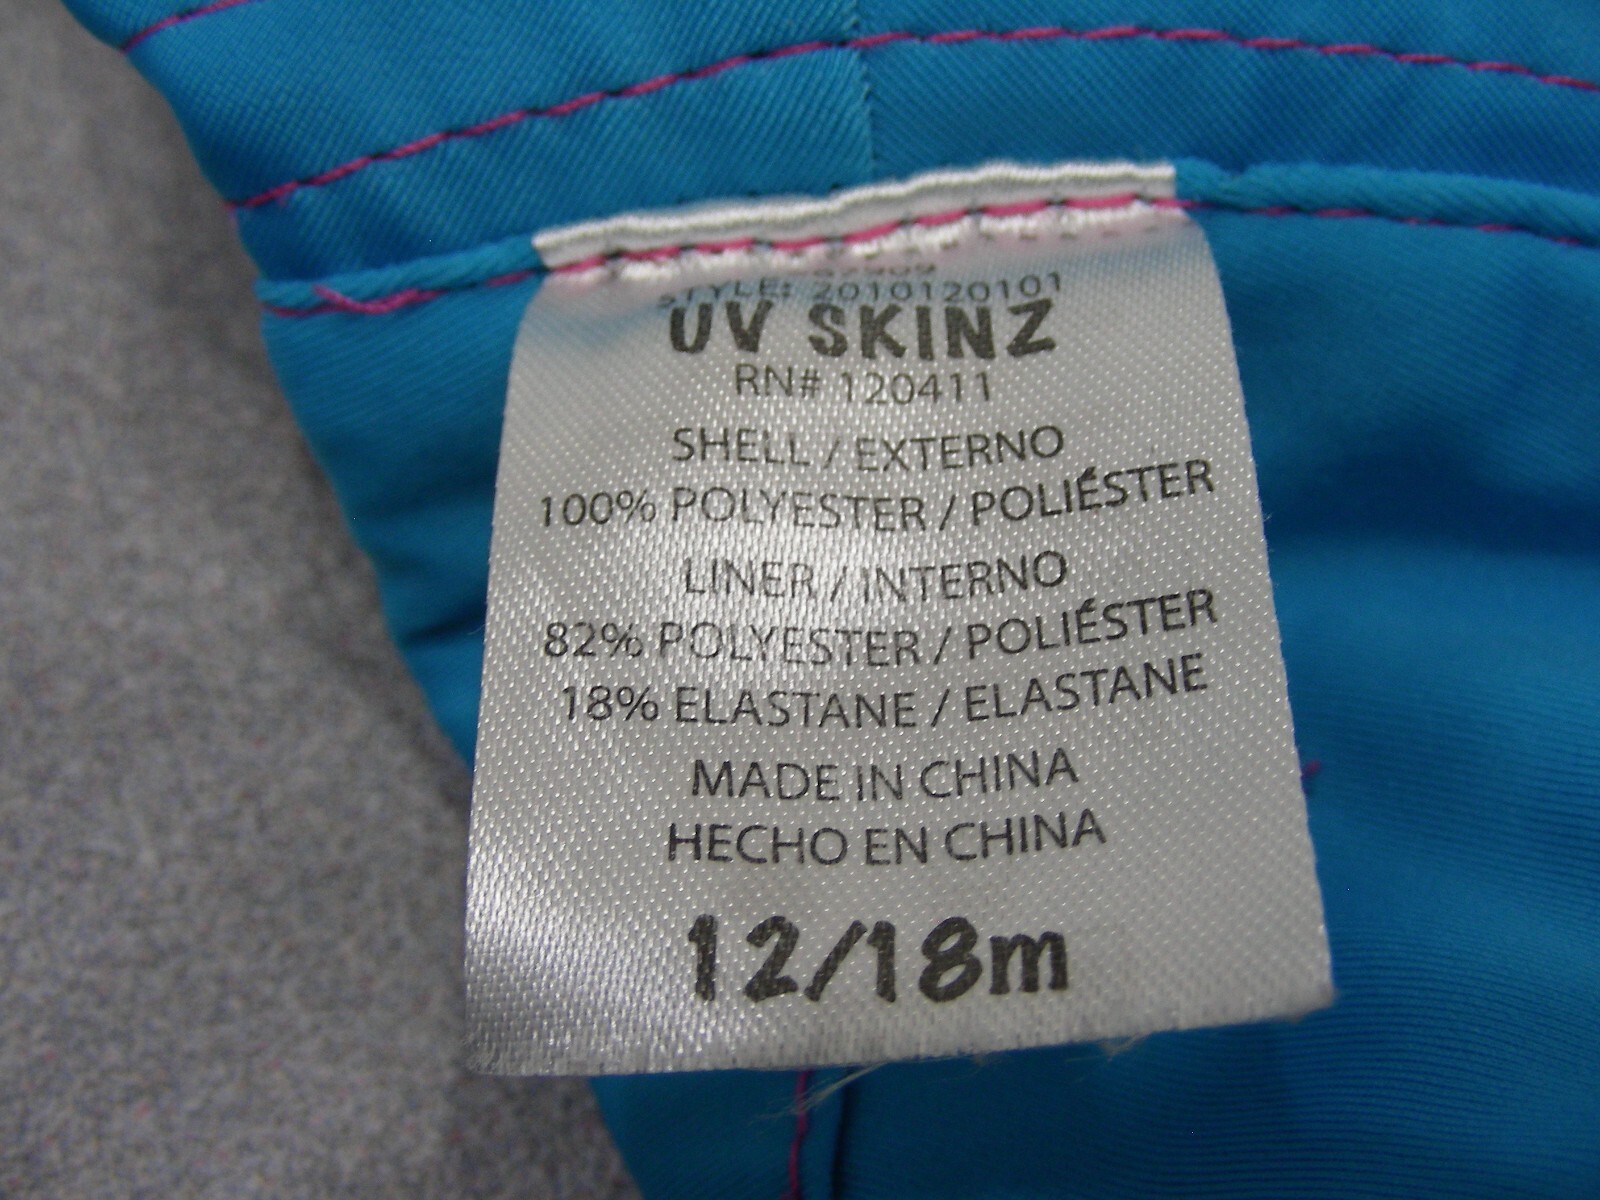 STYLE: 2010120101
UV SKINZ
RN# 120411
SHELL / EXTERNO
100% POLYESTER / POLIÉSTER
LINER / INTERNO
82% POLYESTER / POLIÉSTER
18% ELASTANE / ELASTANE
MADE IN CHINA
HECHO EN CHINA
12/18m